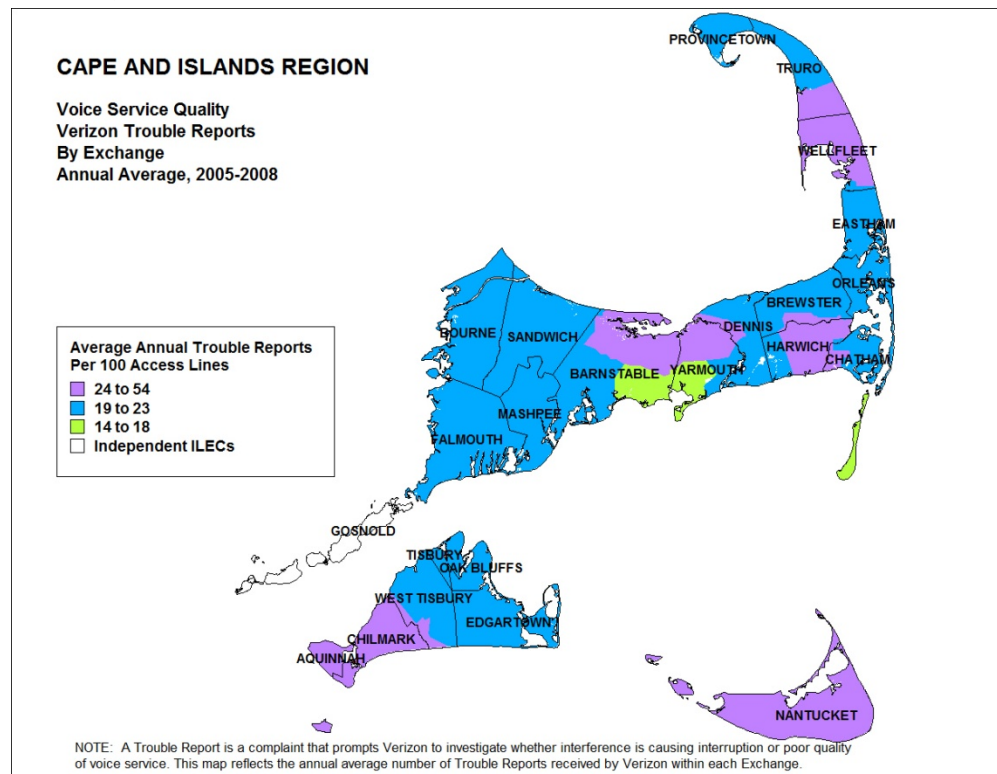 CAPE AND ISLANDS REGION
Voice Service Quality
Verizon Trouble Reports
By Exchange
Annual Average, 2005-2008
PROVINCETOWN
TRURO
WELLFLEET
EASTHAM
ORLEANS
BREWSTER
DENNIS
HARWICH
CHATHAM
BOURNE
SANDWICH
BARNSTABLE
YARMOUTH
MASHPEE
FALMOUTH
Average Annual Trouble Reports
Per 100 Access Lines
24 to 54
19 to 23
14 to 18
Independent ILECs
GOSNOLD
TISBURY
OAK BLUFFS
WEST TISBURY
EDGARTOWN
CHILMARK
AQUINNAH
NANTUCKET
NOTE: A Trouble Report is a complaint that prompts Verizon to investigate whether interference is causing interruption or poor quality
of voice service. This map reflects the annual average number of Trouble Reports received by Verizon within each Exchange.